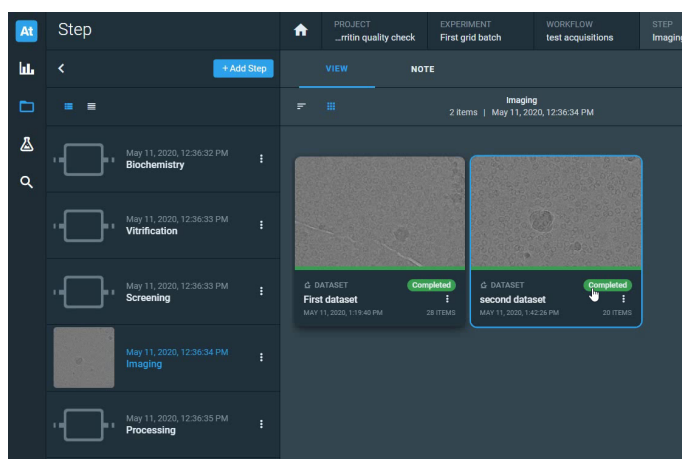 At
Step
PROJECT
...rritin quality check
EXPERIMENT
First grid batch
WORKFLOW
test acquisitions
STEP
Imaging
+ Add Step
VIEW
NOTE
Imaging
2 items | May 11, 2020, 12:36:34 PM
May 11, 2020, 12:36:32 PM
Biochemistry
May 11, 2020, 12:36:33 PM
Vitrification
May 11, 2020, 12:36:33 PM
Screening
May 11, 2020, 12:36:34 PM
Imaging
May 11, 2020, 12:36:35 PM
Processing
DATASET
Completed
First dataset
MAY 11, 2020, 1:19:40 PM
28 ITEMS
DATASET
Completed
second dataset
MAY 11, 2020, 1:42:26 PM
20 ITEMS